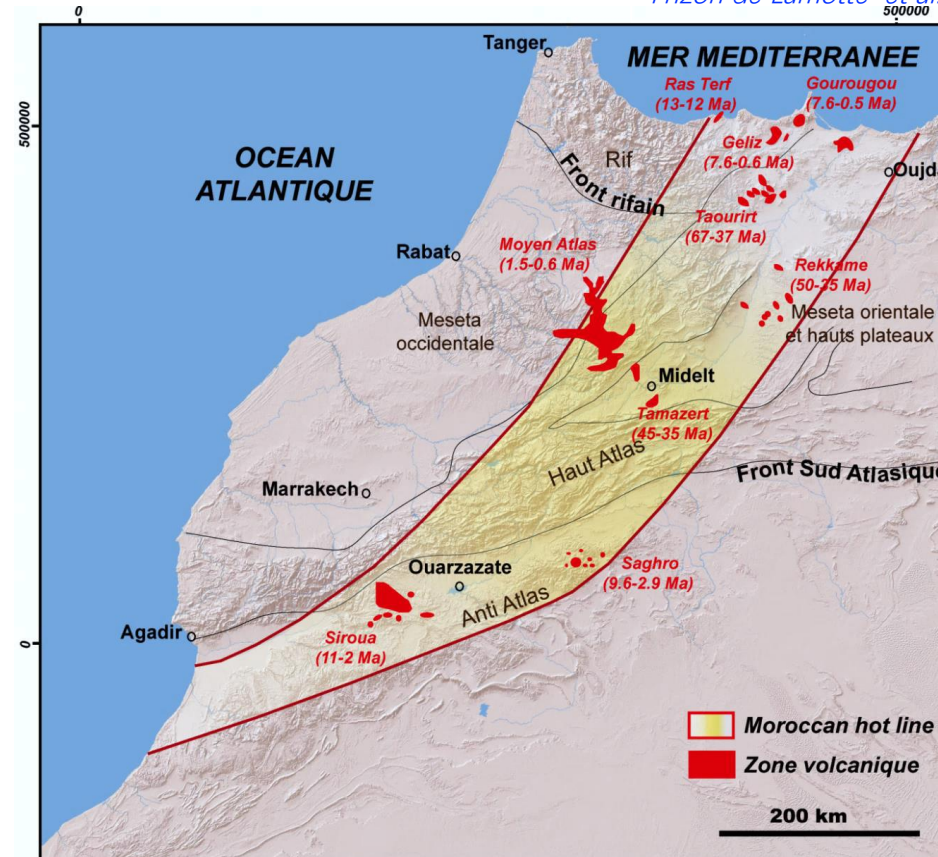 Frizon de Lamotte et al
0
500000
Tanger
MER MEDITERRANEE
Ras Terf
(13-12 Ma)
Gourougou
(7.6-0.5 Ma)
500000
OCEAN
ATLANTIQUE
Rif
Geliz
(7.6-0.6 Ma)
Oujda
Front rifain
Taourirt
(67-37 Ma)
Rabat
Moyen Atlas
(1.5-0.6 Ma)
Rekkame
(50-35 Ma)
Meseta
occidentale
Meseta orientale
et hauts plateaux
Midelt
Tamazert
(45-35 Ma)
Haut Atlas
Front Sud Atlasique
Marrakech
Ouarzazate
Saghro
(9.6-2.9 Ma)
Anti Atlas
Agadir
0
Siroua
(11-2 Ma)
Moroccan hot line
Zone volcanique
200 km